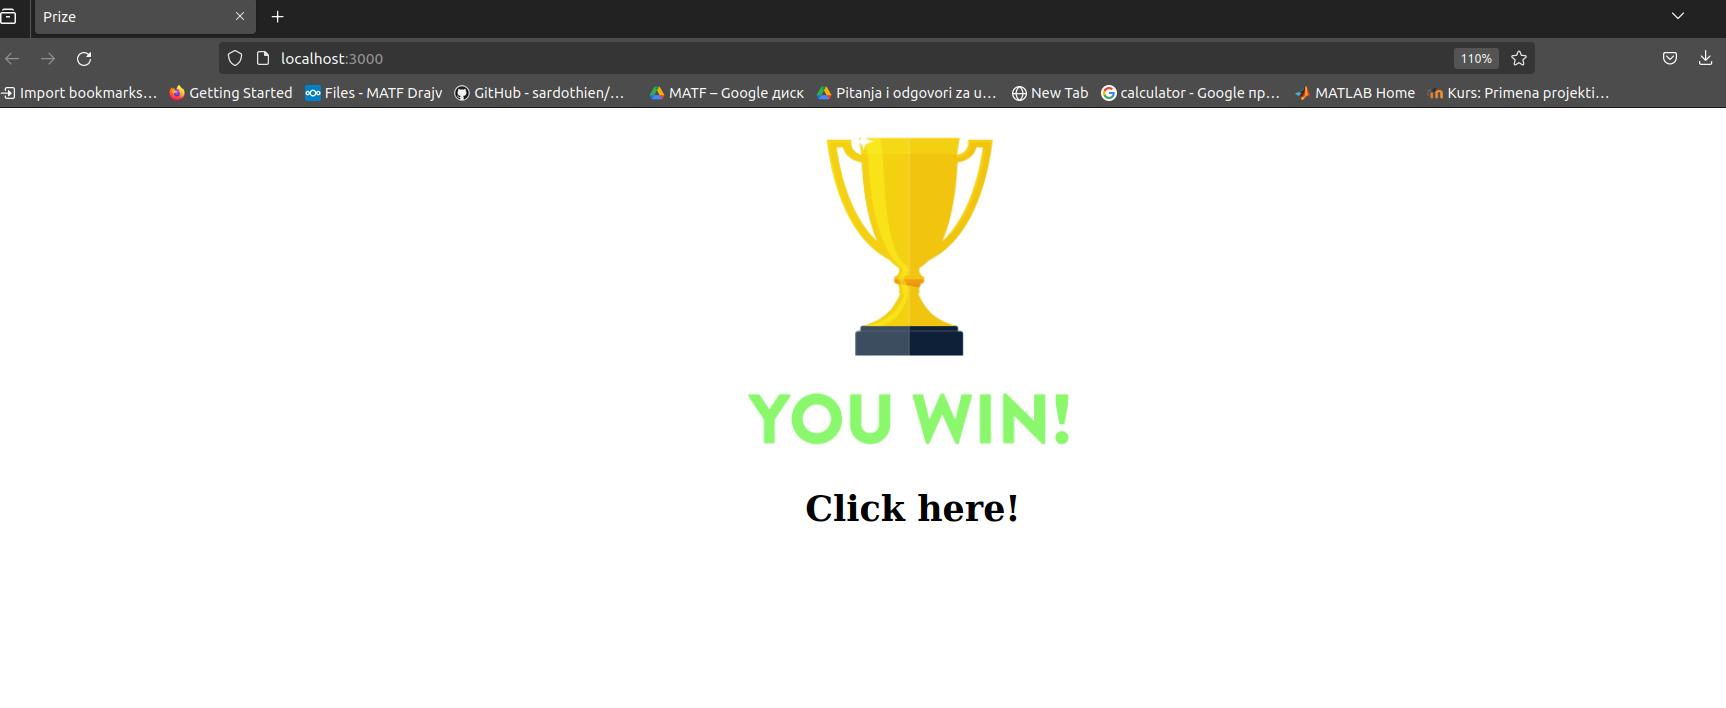 Prize
localhost:3000 110%
Import bookmarks... Getting Started Files - MATF Drajv GitHub - sardothien/... MATF – Google диск Pitanja i odgovori za u... New Tab calculator - Google пр... MATLAB Home Kurs: Primena projekti...
YOU WIN!
Click here!